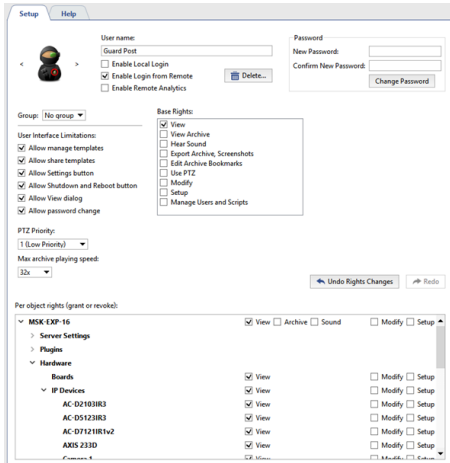 Setup Help
User name:
Guard Post
Enable Local Login
Enable Login from Remote
Enable Remote Analytics
Delete...
Password
New Password:
Confirm New Password:
Change Password
Group: No group
User Interface Limitations:
Allow manage templates
Allow share templates
Allow Settings button
Allow Shutdown and Reboot button
Allow View dialog
Allow password change
Base Rights:
View
View Archive
Hear Sound
Export Archive, Screenshots
Edit Archive Bookmarks
Use PTZ
Modify
Setup
Manage Users and Scripts
PTZ Priority:
1 (Low Priority)
Max archive playing speed:
32x
Undo Rights Changes Redo
Per object rights (grant or revoke):
MSK-EXP-16 View Archive Sound Modify Setup
Server Settings
Plugins
Hardware
Boards View Modify Setup
IP Devices View Modify Setup
AC-D2103IR3 View Modify Setup
AC-D5123IR3 View Modify Setup
AC-D7121IR1v2 View Modify Setup
AXIS 233D View Modify Setup
Camera 1 View Modify Setup